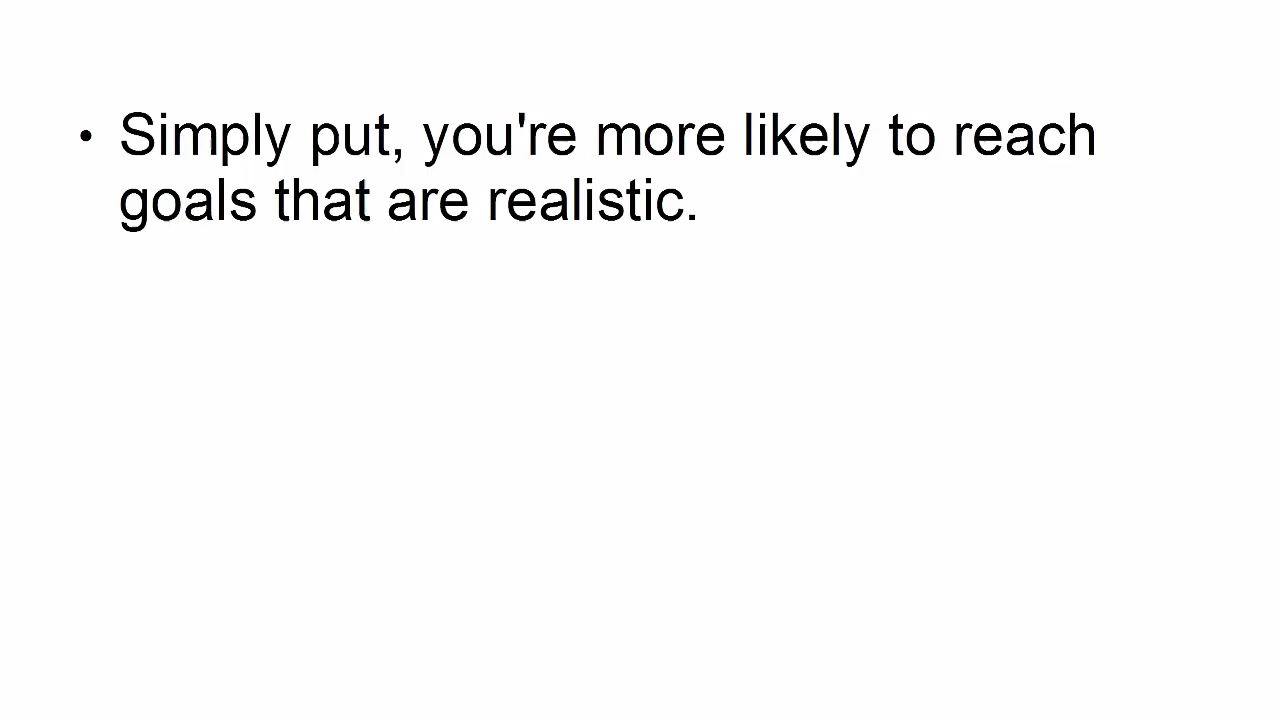 • Simply put, you're more likely to reach
goals that are realistic.